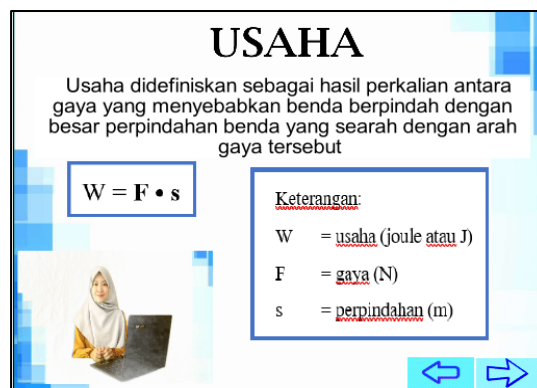 USAHA
Usaha didefiniskan sebagai hasil perkalian antara
gaya yang menyebabkan benda berpindah dengan
besar perpindahan benda yang searah dengan arah
gaya tersebut
W = F • s
Keterangan:
W = usaha (joule atau J)
F = gaya (N)
s = perpindahan (m)